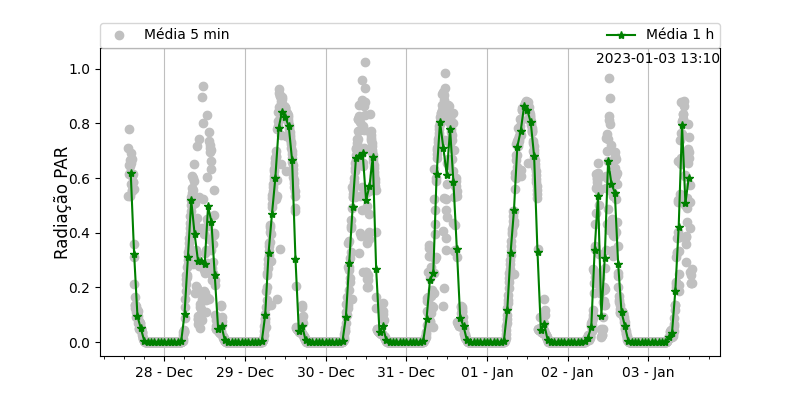 Média 5 min
Média 1 h
2023-01-03 13:10
Radiação PAR
1.0
0.8
0.6
0.4
0.2
0.0
28 - Dec
29 - Dec
30 - Dec
31 - Dec
01 - Jan
02 - Jan
03 - Jan